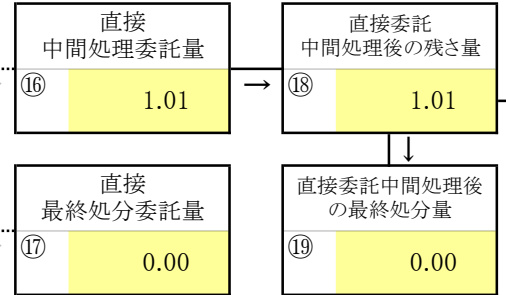 直接
中間処理委託量
⑯ 1.01
→
直接委託
中間処理後の残さ量
⑱ 1.01
↓
直接
最終処分委託量
⑰ 0.00
直接委託中間処理後
の最終処分量
⑲ 0.00